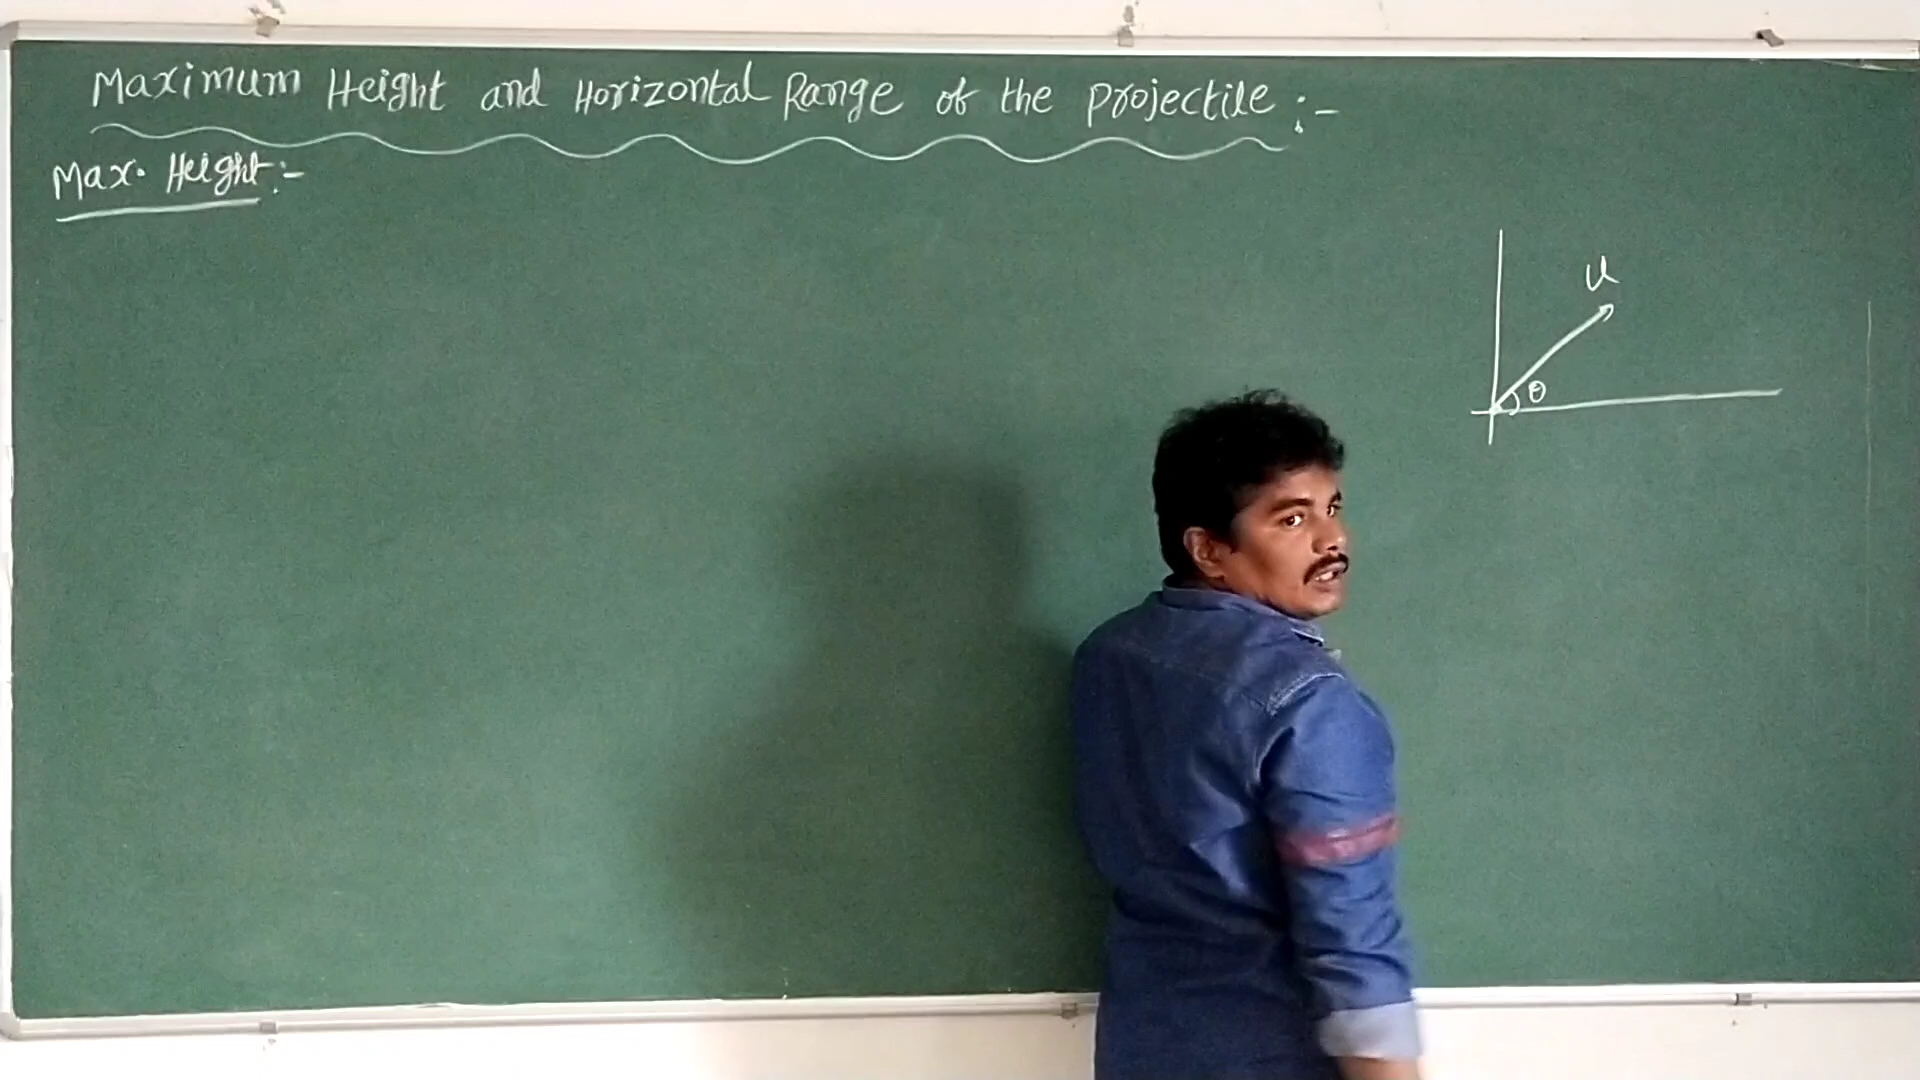 Maximum Height and Horizontal Range of the projectile :-
Max. Height :-
u
θ